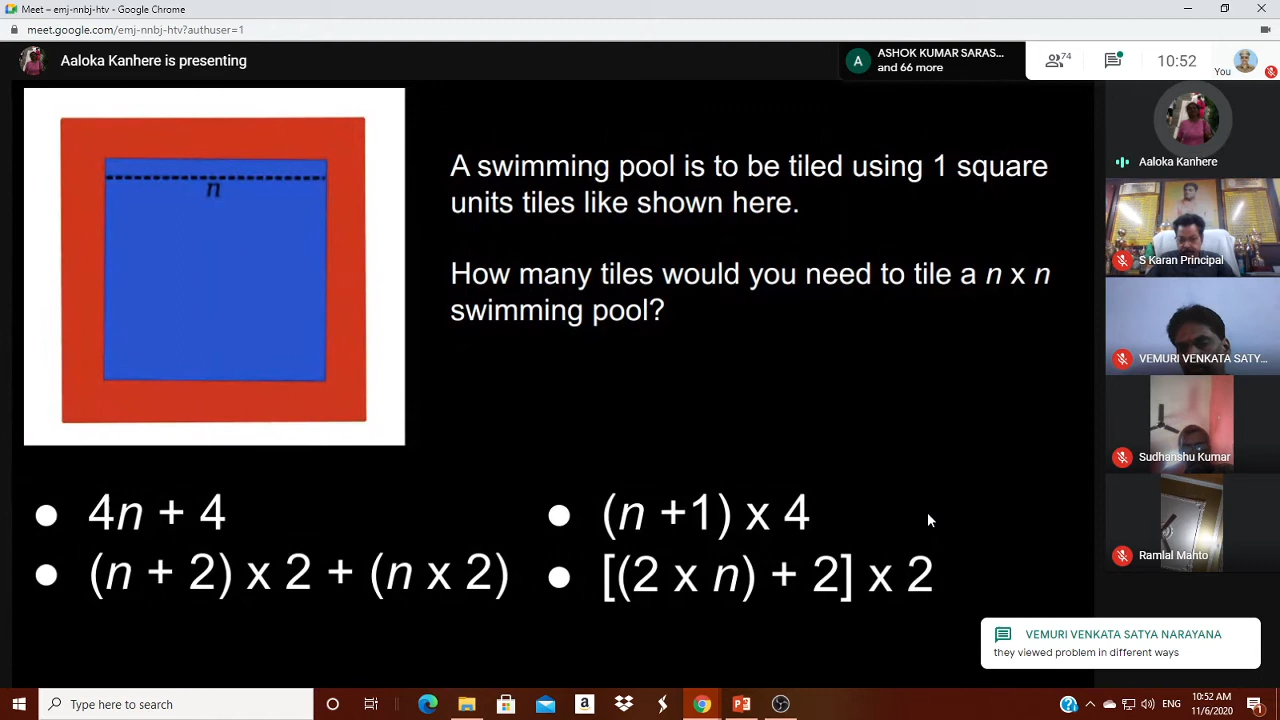 Meet – emj-nnbj-htv - Google Chrome
meet.google.com/emj-nnbj-htv?authuser=1
Aaloka Kanhere is presenting
A
ASHOK KUMAR SARAS...
and 66 more
74
10:52
You
n
A swimming pool is to be tiled using 1 square
units tiles like shown here.
How many tiles would you need to tile a n x n
swimming pool?
4n + 4
(n + 2) x 2 + (n x 2)
(n +1) x 4
[(2 x n) + 2] x 2
Aaloka Kanhere
S Karan Principal
VEMURI VENKATA SATY...
Sudhanshu Kumar
Ramlal Mahto
VEMURI VENKATA SATYA NARAYANA
they viewed problem in different ways
Type here to search
10:52 AM
11/6/2020